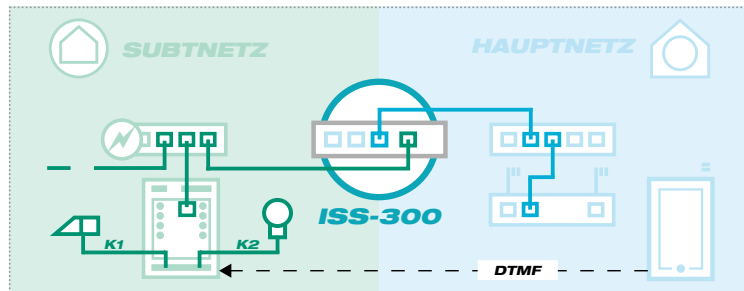 SUBTNETZ
HAUPTNETZ
ISS-300
K1
K2
DTMF